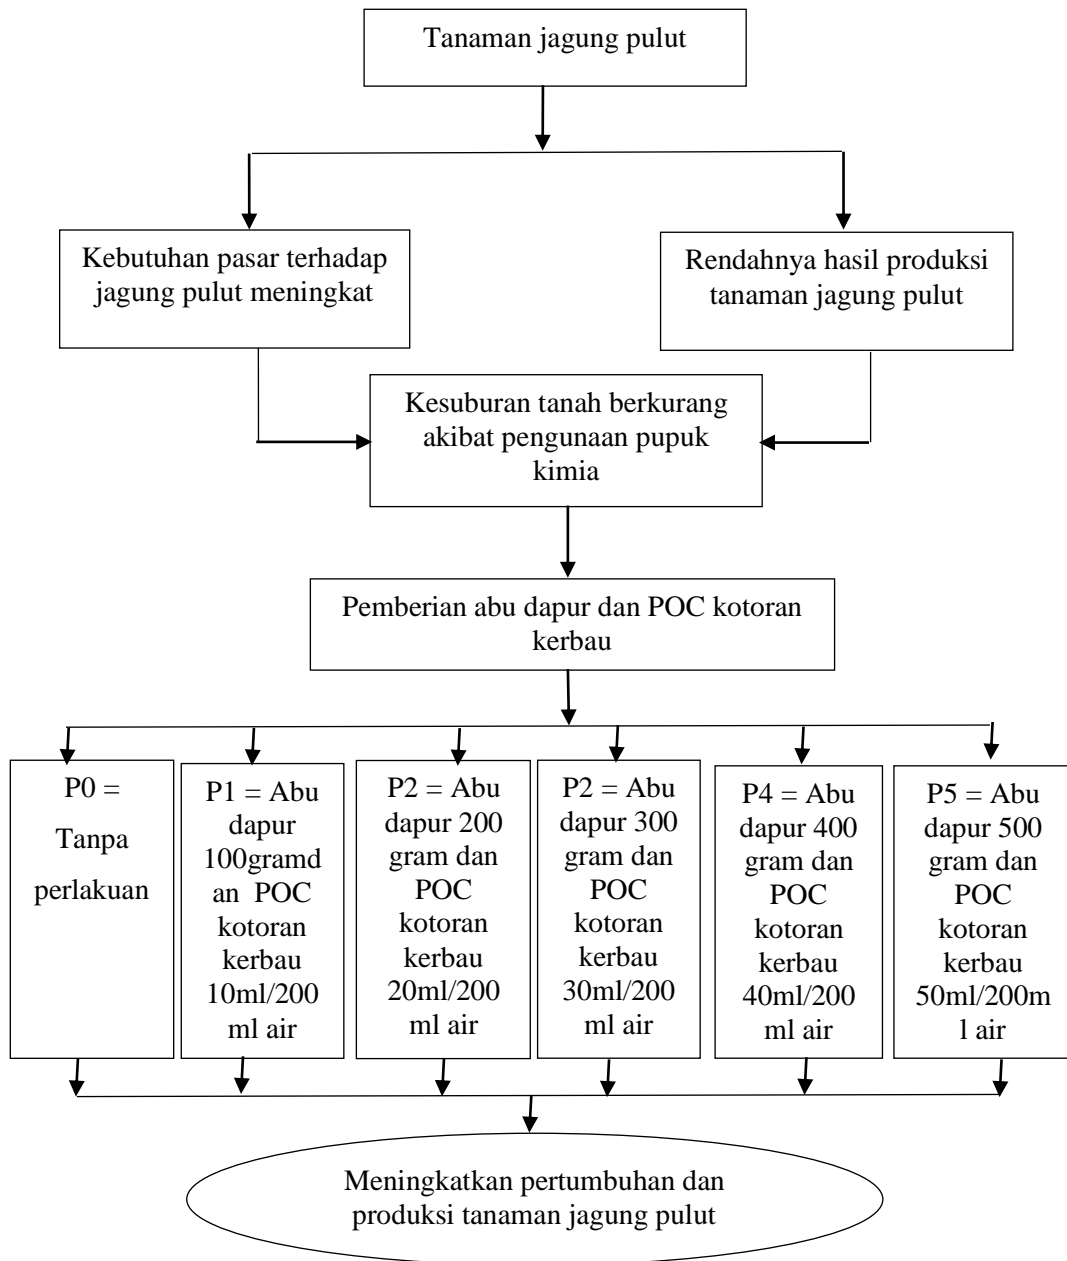 Tanaman jagung pulut
Kebutuhan pasar terhadap
jagung pulut meningkat
Rendahnya hasil produksi
tanaman jagung pulut
Kesuburan tanah berkurang
akibat pengunaan pupuk
kimia
Pemberian abu dapur dan POC kotoran
kerbau
P0 =
Tanpa
perlakuan
P1 = Abu
dapur
100gramd
an POC
kotoran
kerbau
10ml/200
ml air
P2 = Abu
dapur 200
gram dan
POC
kotoran
kerbau
20ml/200
ml air
P2 = Abu
dapur 300
gram dan
POC
kotoran
kerbau
30ml/200
ml air
P4 = Abu
dapur 400
gram dan
POC
kotoran
kerbau
40ml/200
ml air
P5 = Abu
dapur 500
gram dan
POC
kotoran
kerbau
50ml/200m
l air
Meningkatkan pertumbuhan dan
produksi tanaman jagung pulut